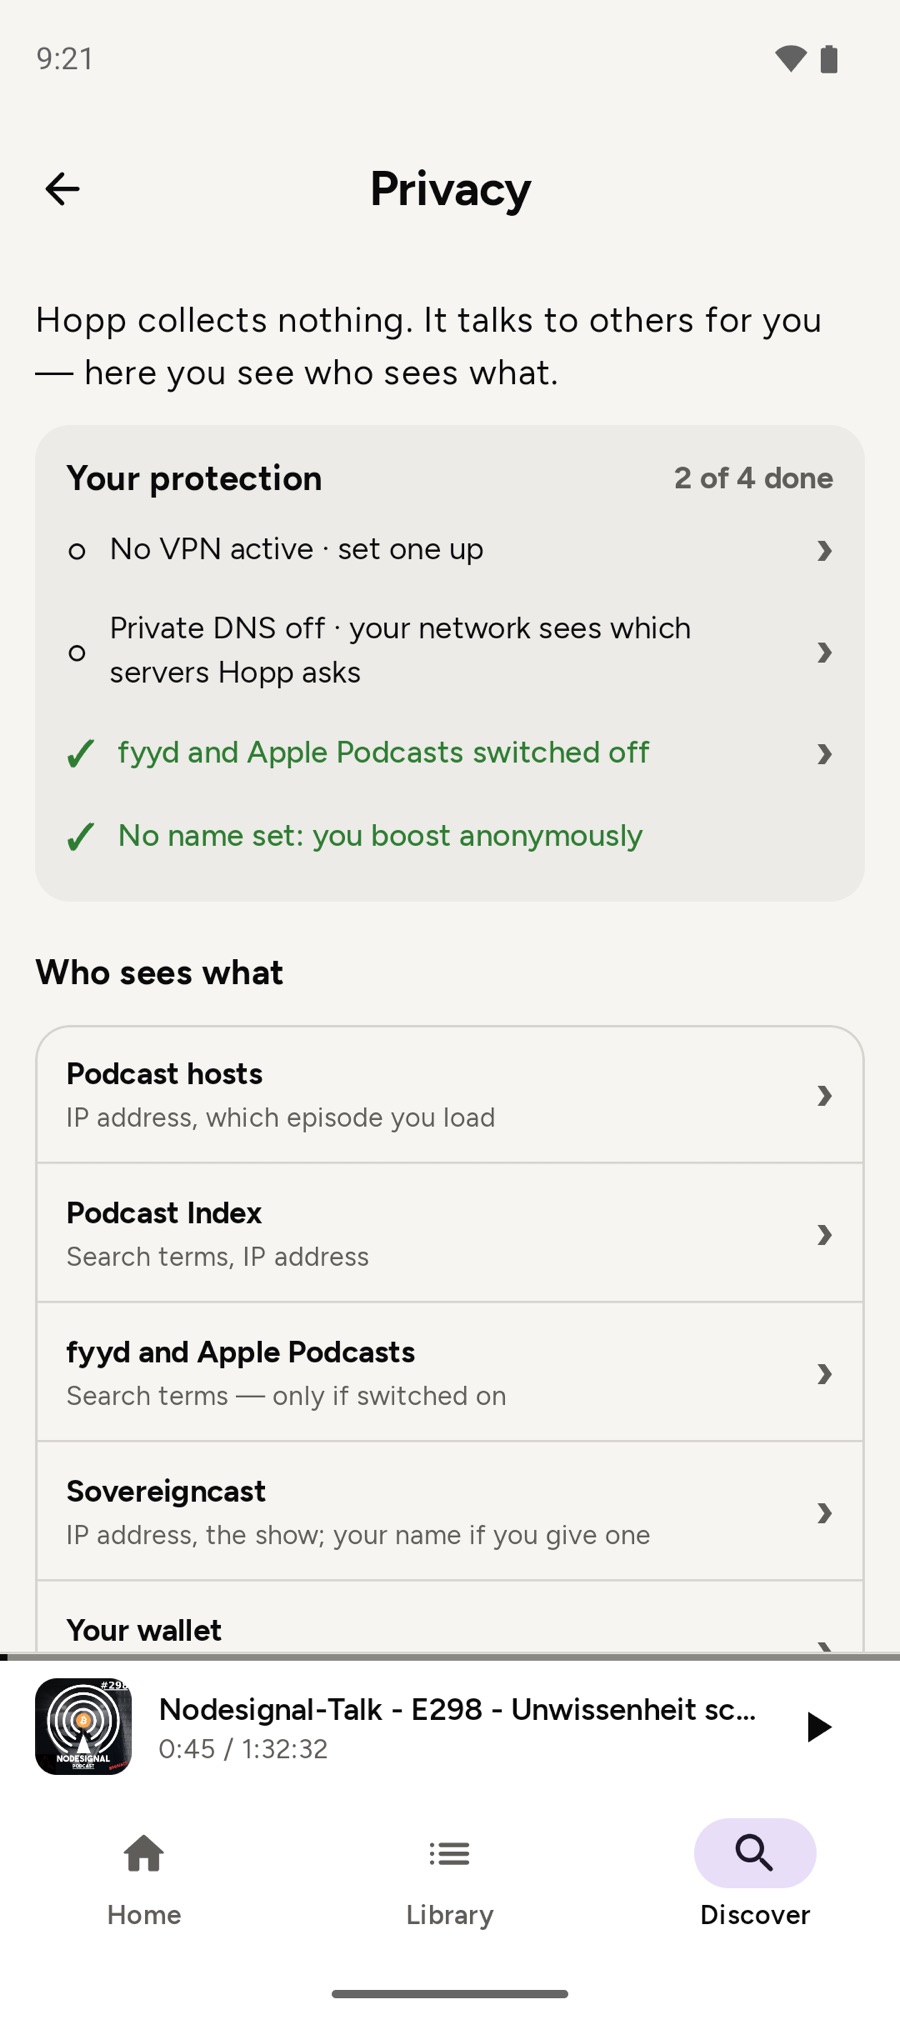 9:21
Privacy
Hopp collects nothing. It talks to others for you
— here you see who sees what.
Your protection
2 of 4 done
No VPN active · set one up
Private DNS off · your network sees which
servers Hopp asks
✓ fyyd and Apple Podcasts switched off
✓ No name set: you boost anonymously
Who sees what
Podcast hosts
IP address, which episode you load
Podcast Index
Search terms, IP address
fyyd and Apple Podcasts
Search terms — only if switched on
Sovereigncast
IP address, the show; your name if you give one
Your wallet
#298
NODESIGNAL
PODCAST
Nodesignal-Talk - E298 - Unwissenheit sc...
0:45 / 1:32:32
Home
Library
Discover